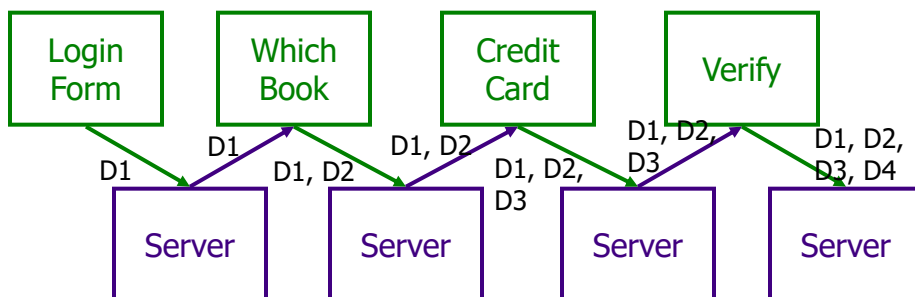 Login
Form
Which
Book
Credit
Card
Verify
D1
D1
D1, D2
D1, D2
D1, D2,
D3
D1, D2,
D3
D1, D2,
D3, D4
Server
Server
Server
Server